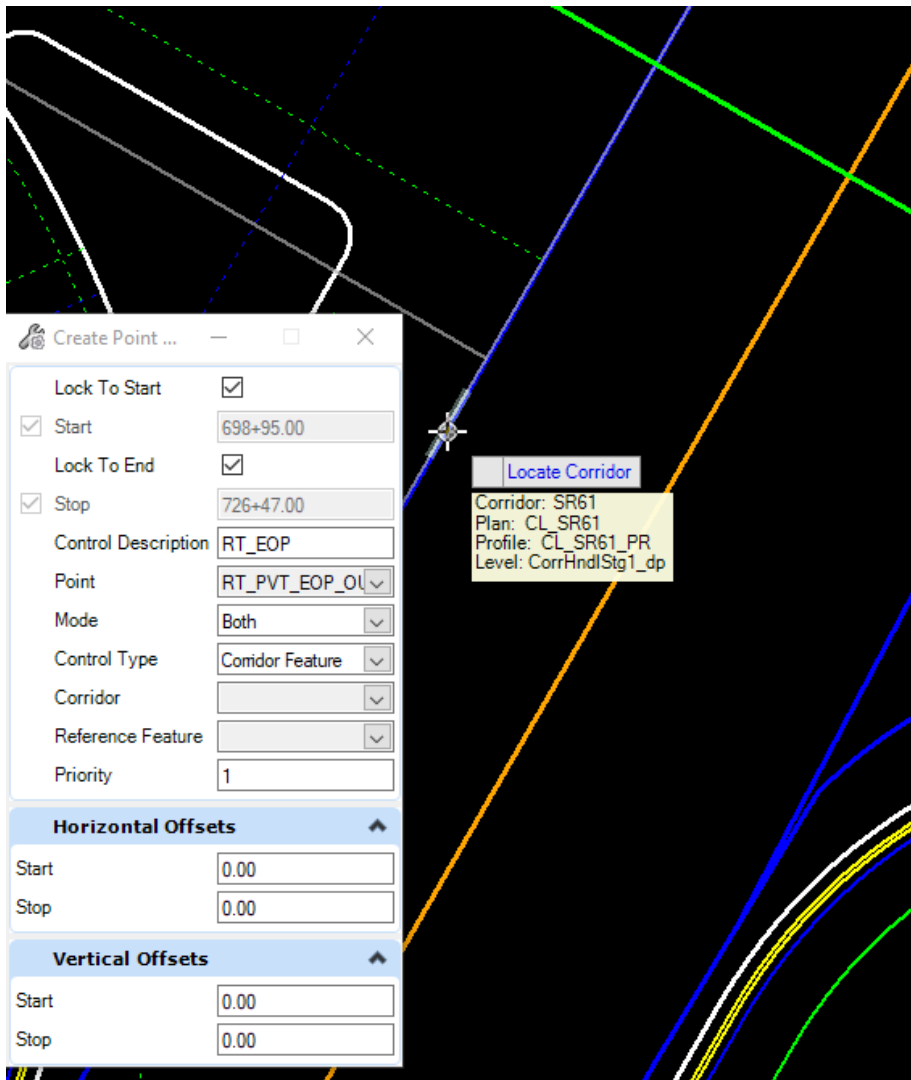 Create Point ...
Lock To Start
Start 698+95.00
Lock To End
Stop 726+47.00
Control Description RT_EOP
Point RT_PVT_EOP_OU
Mode Both
Control Type Corridor Feature
Corridor
Reference Feature
Priority 1
Horizontal Offsets
Start 0.00
Stop 0.00
Vertical Offsets
Start 0.00
Stop 0.00
Locate Corridor
Corridor: SR61
Plan: CL_SR61
Profile: CL_SR61_PR
Level: CorrHndlStg1_dp